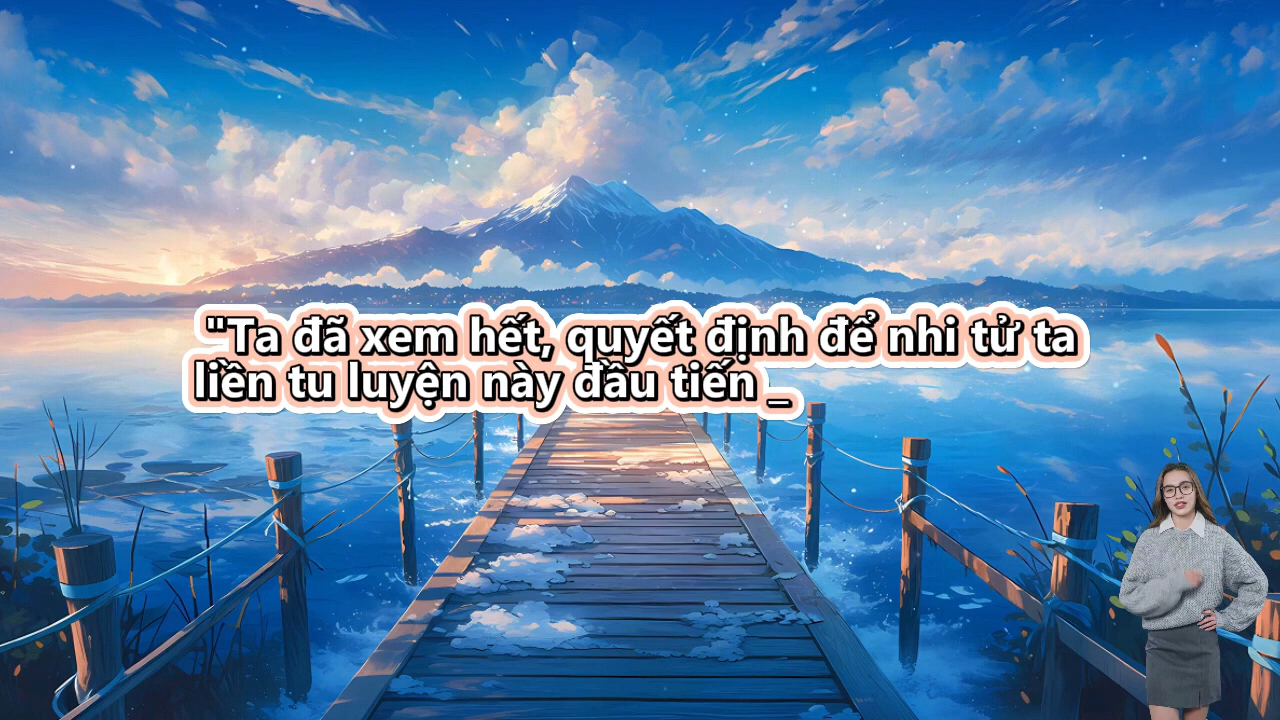 "Ta đã xem hết, quyết định để nhi tử ta
liền tu luyện này đầu tiến _